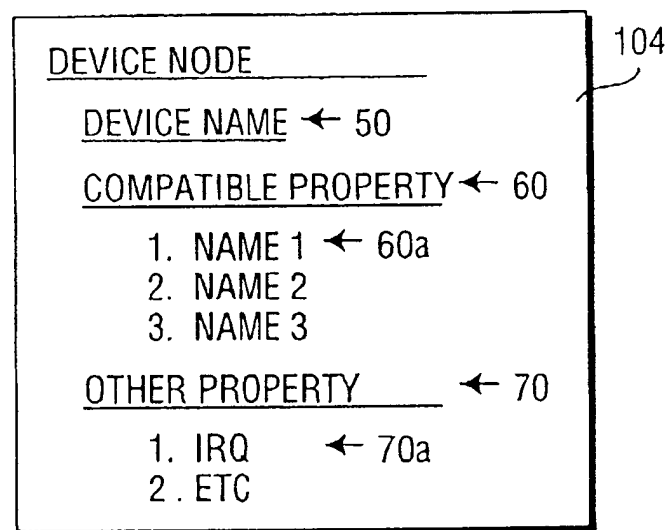 DEVICE NODE
104
DEVICE NAME ← 50
COMPATIBLE PROPERTY ← 60
1. NAME 1 ← 60a
2. NAME 2
3. NAME 3
OTHER PROPERTY ← 70
1. IRQ ← 70a
2. ETC